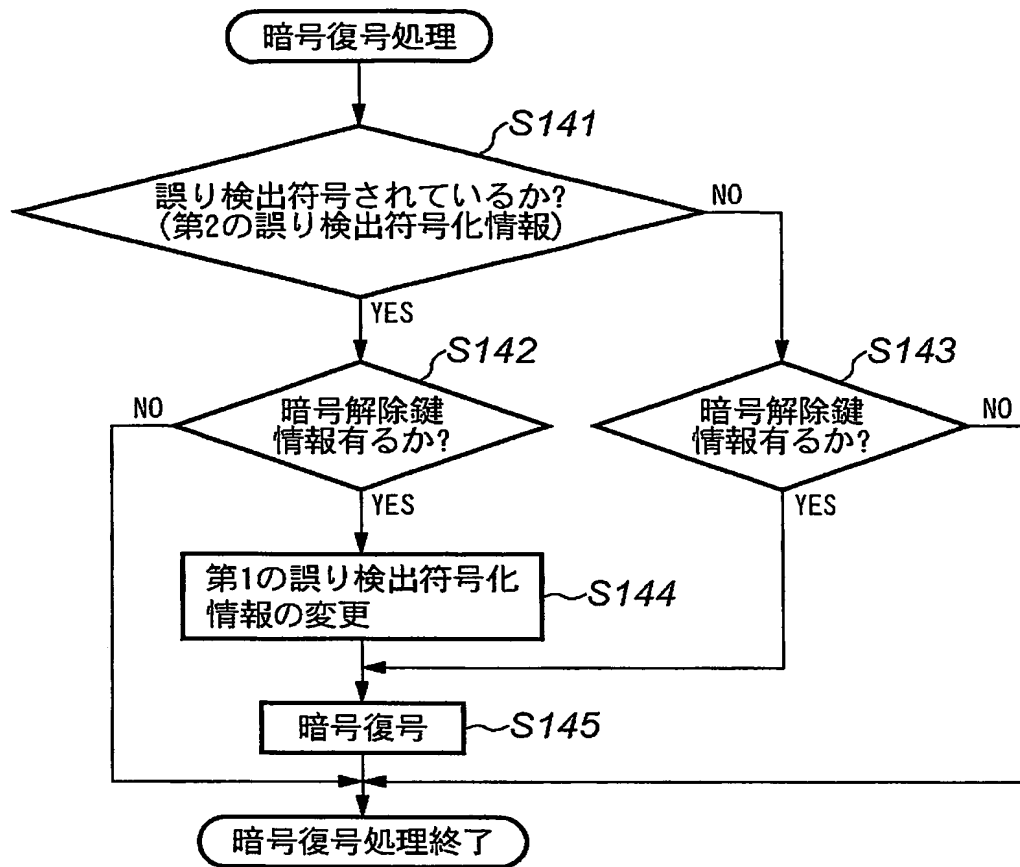 暗号復号処理
S141
誤り検出符号されているか?
(第2の誤り検出符号化情報)
NO
YES
S142
S143
NO
暗号解除鍵
情報有るか?
暗号解除鍵
情報有るか?
NO
YES
YES
第1の誤り検出符号化
情報の変更
S144
暗号復号
S145
暗号復号処理終了